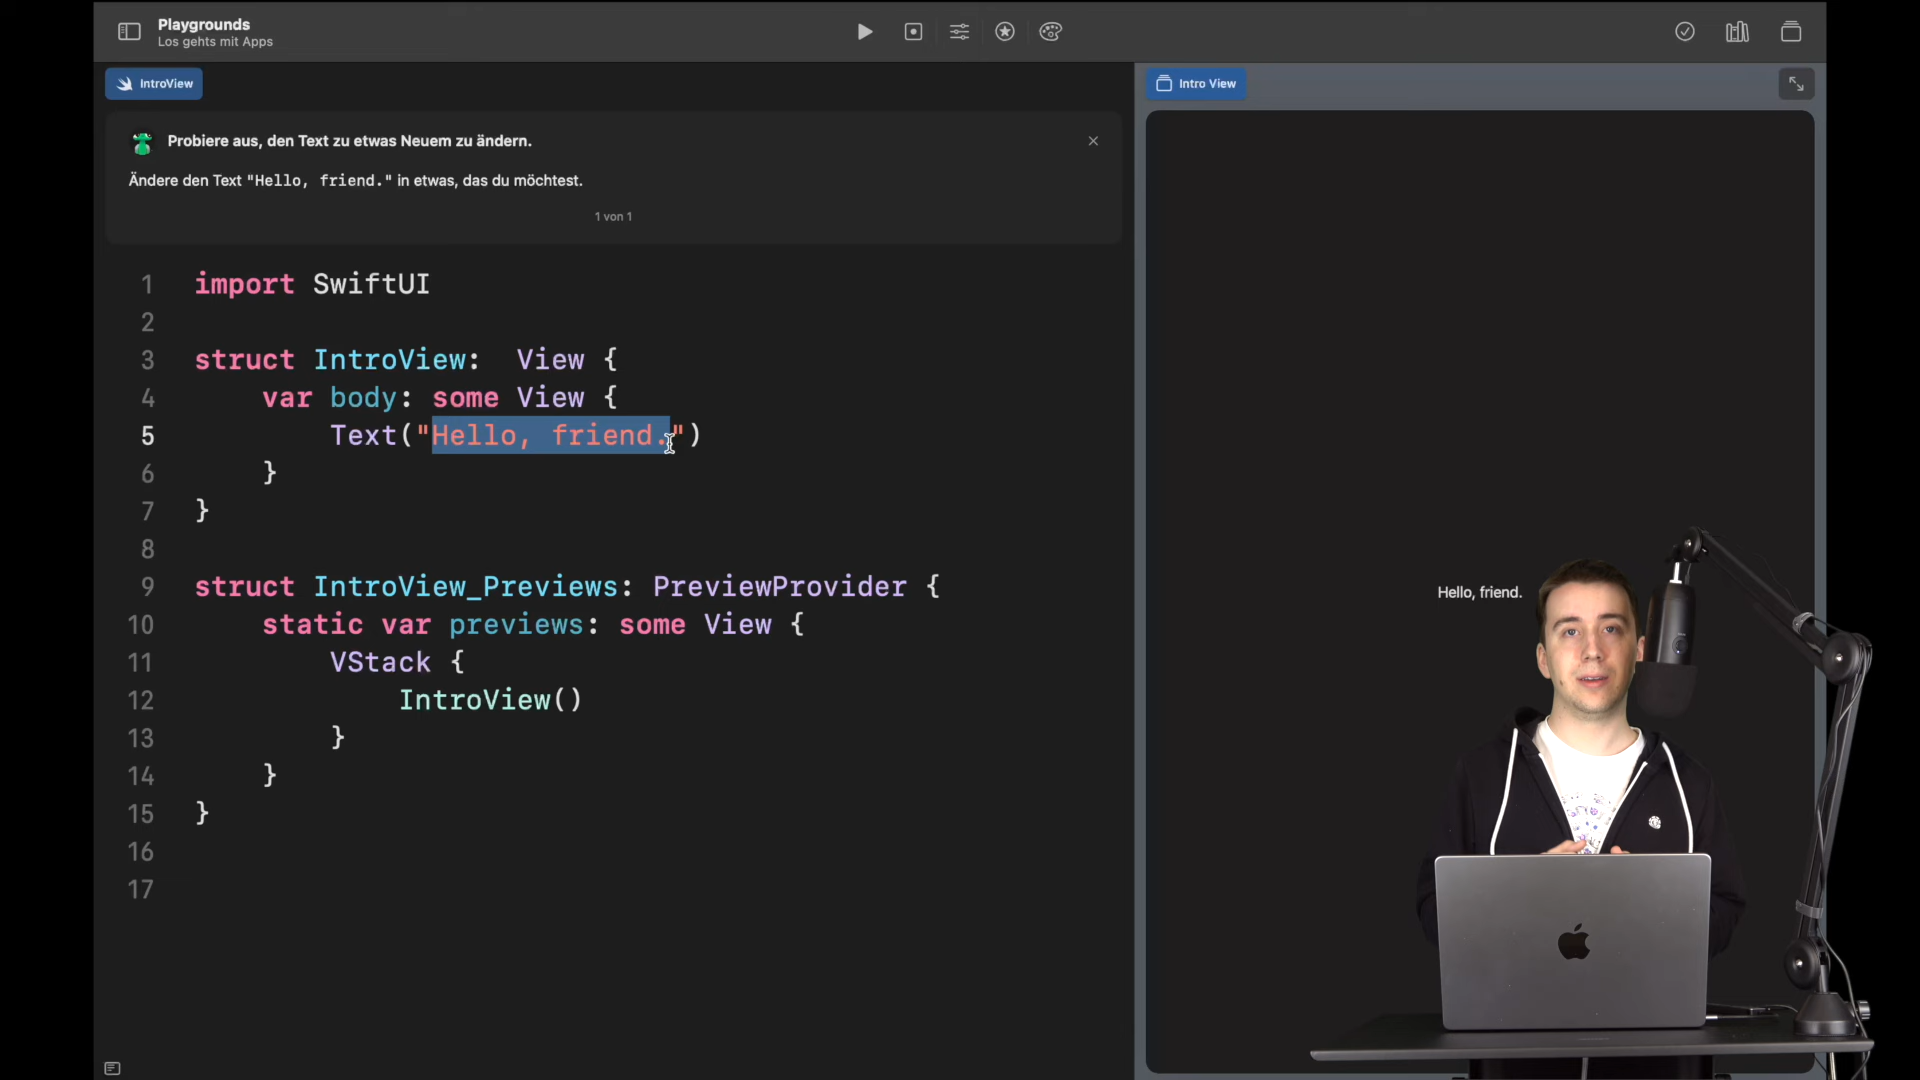 Playgrounds
Los gehts mit Apps
IntroView
Probiere aus, den Text zu etwas Neuem zu ändern.
Ändere den Text "Hello, friend." in etwas, das du möchtest.
1 von 1
1 import SwiftUI
2
3 struct IntroView:  View {
4 var body: some View {
5 Text("Hello, friend.")
6 }
7 }
8
9 struct IntroView_Previews: PreviewProvider {
10 static var previews: some View {
11 VStack {
12 IntroView()
13 }
14 }
15 }
16
17
Intro View
Hello, friend.